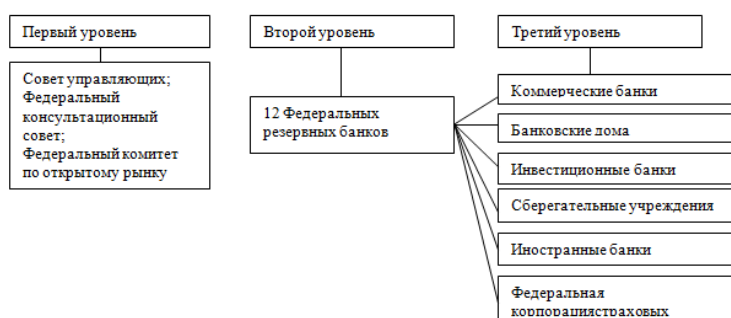 Первый уровень
Совет управляющих;
Федеральный
консультационный
совет;
Федеральный комитет
по открытому рынку
Второй уровень
12 Федеральных
резервных банков
Третий уровень
Коммерческие банки
Банковские дома
Инвестиционные банки
Сберегательные учреждения
Иностранные банки
Федеральная
корпорациястраховых